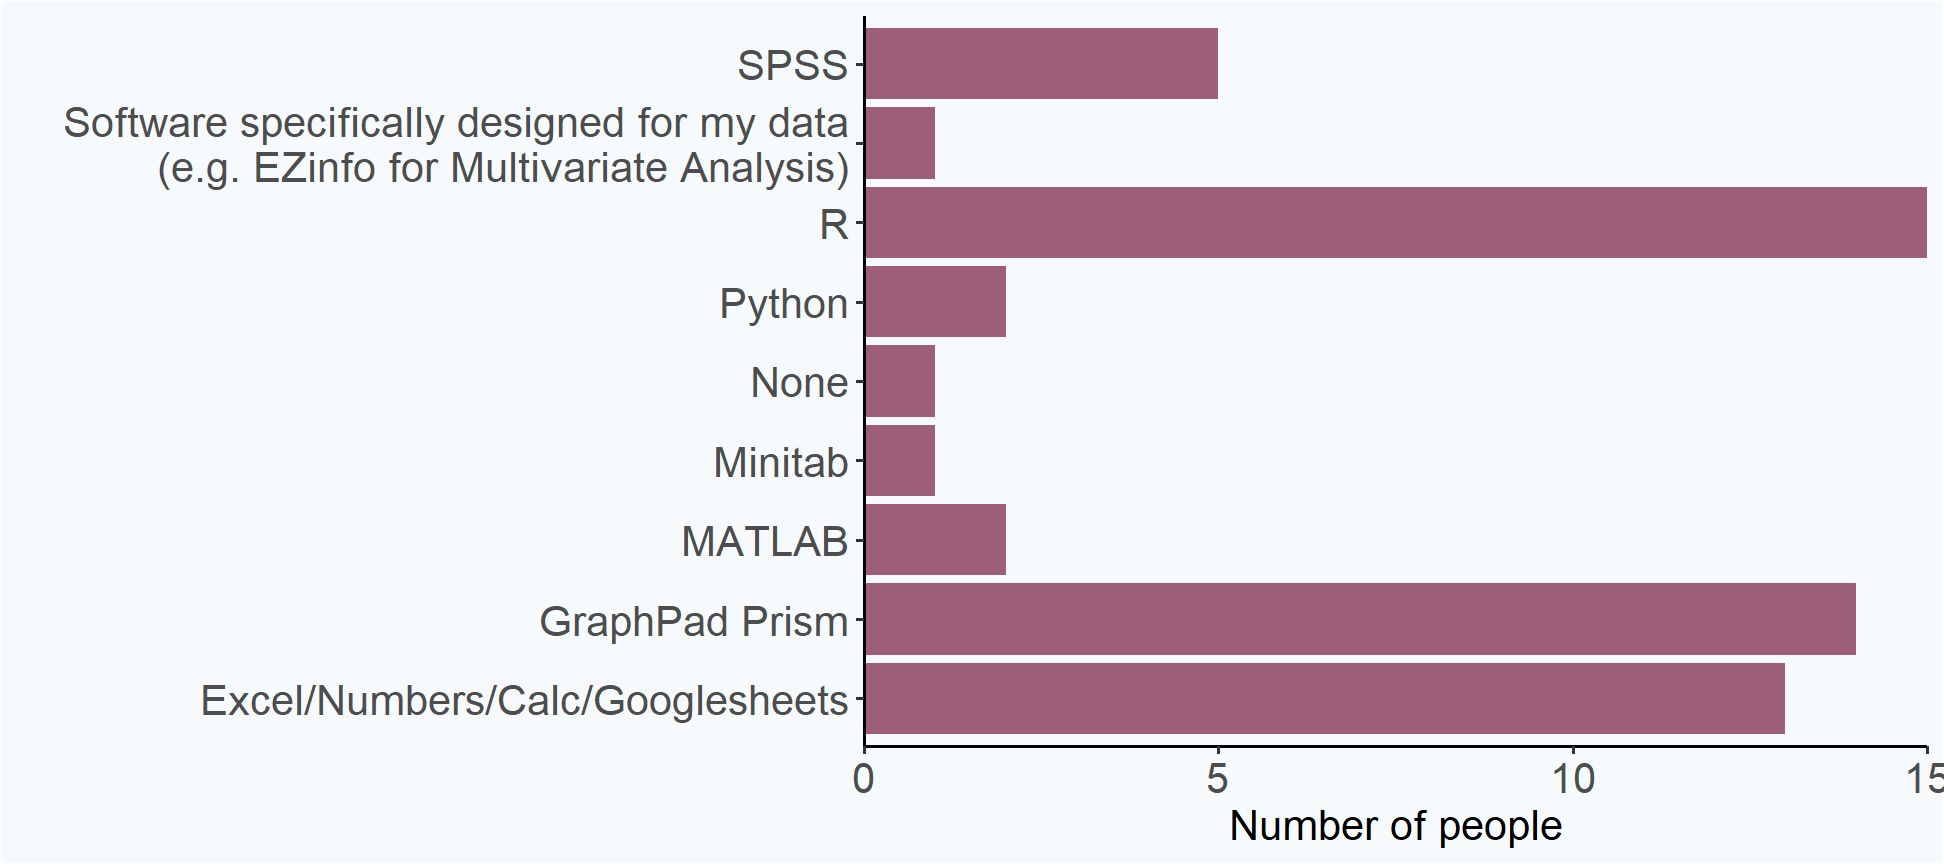 SPSS
Software specifically designed for my data
(e.g. EZinfo for Multivariate Analysis)
R
Python
None
Minitab
MATLAB
GraphPad Prism
Excel/Numbers/Calc/Googlesheets
0 5 10 15
Number of people